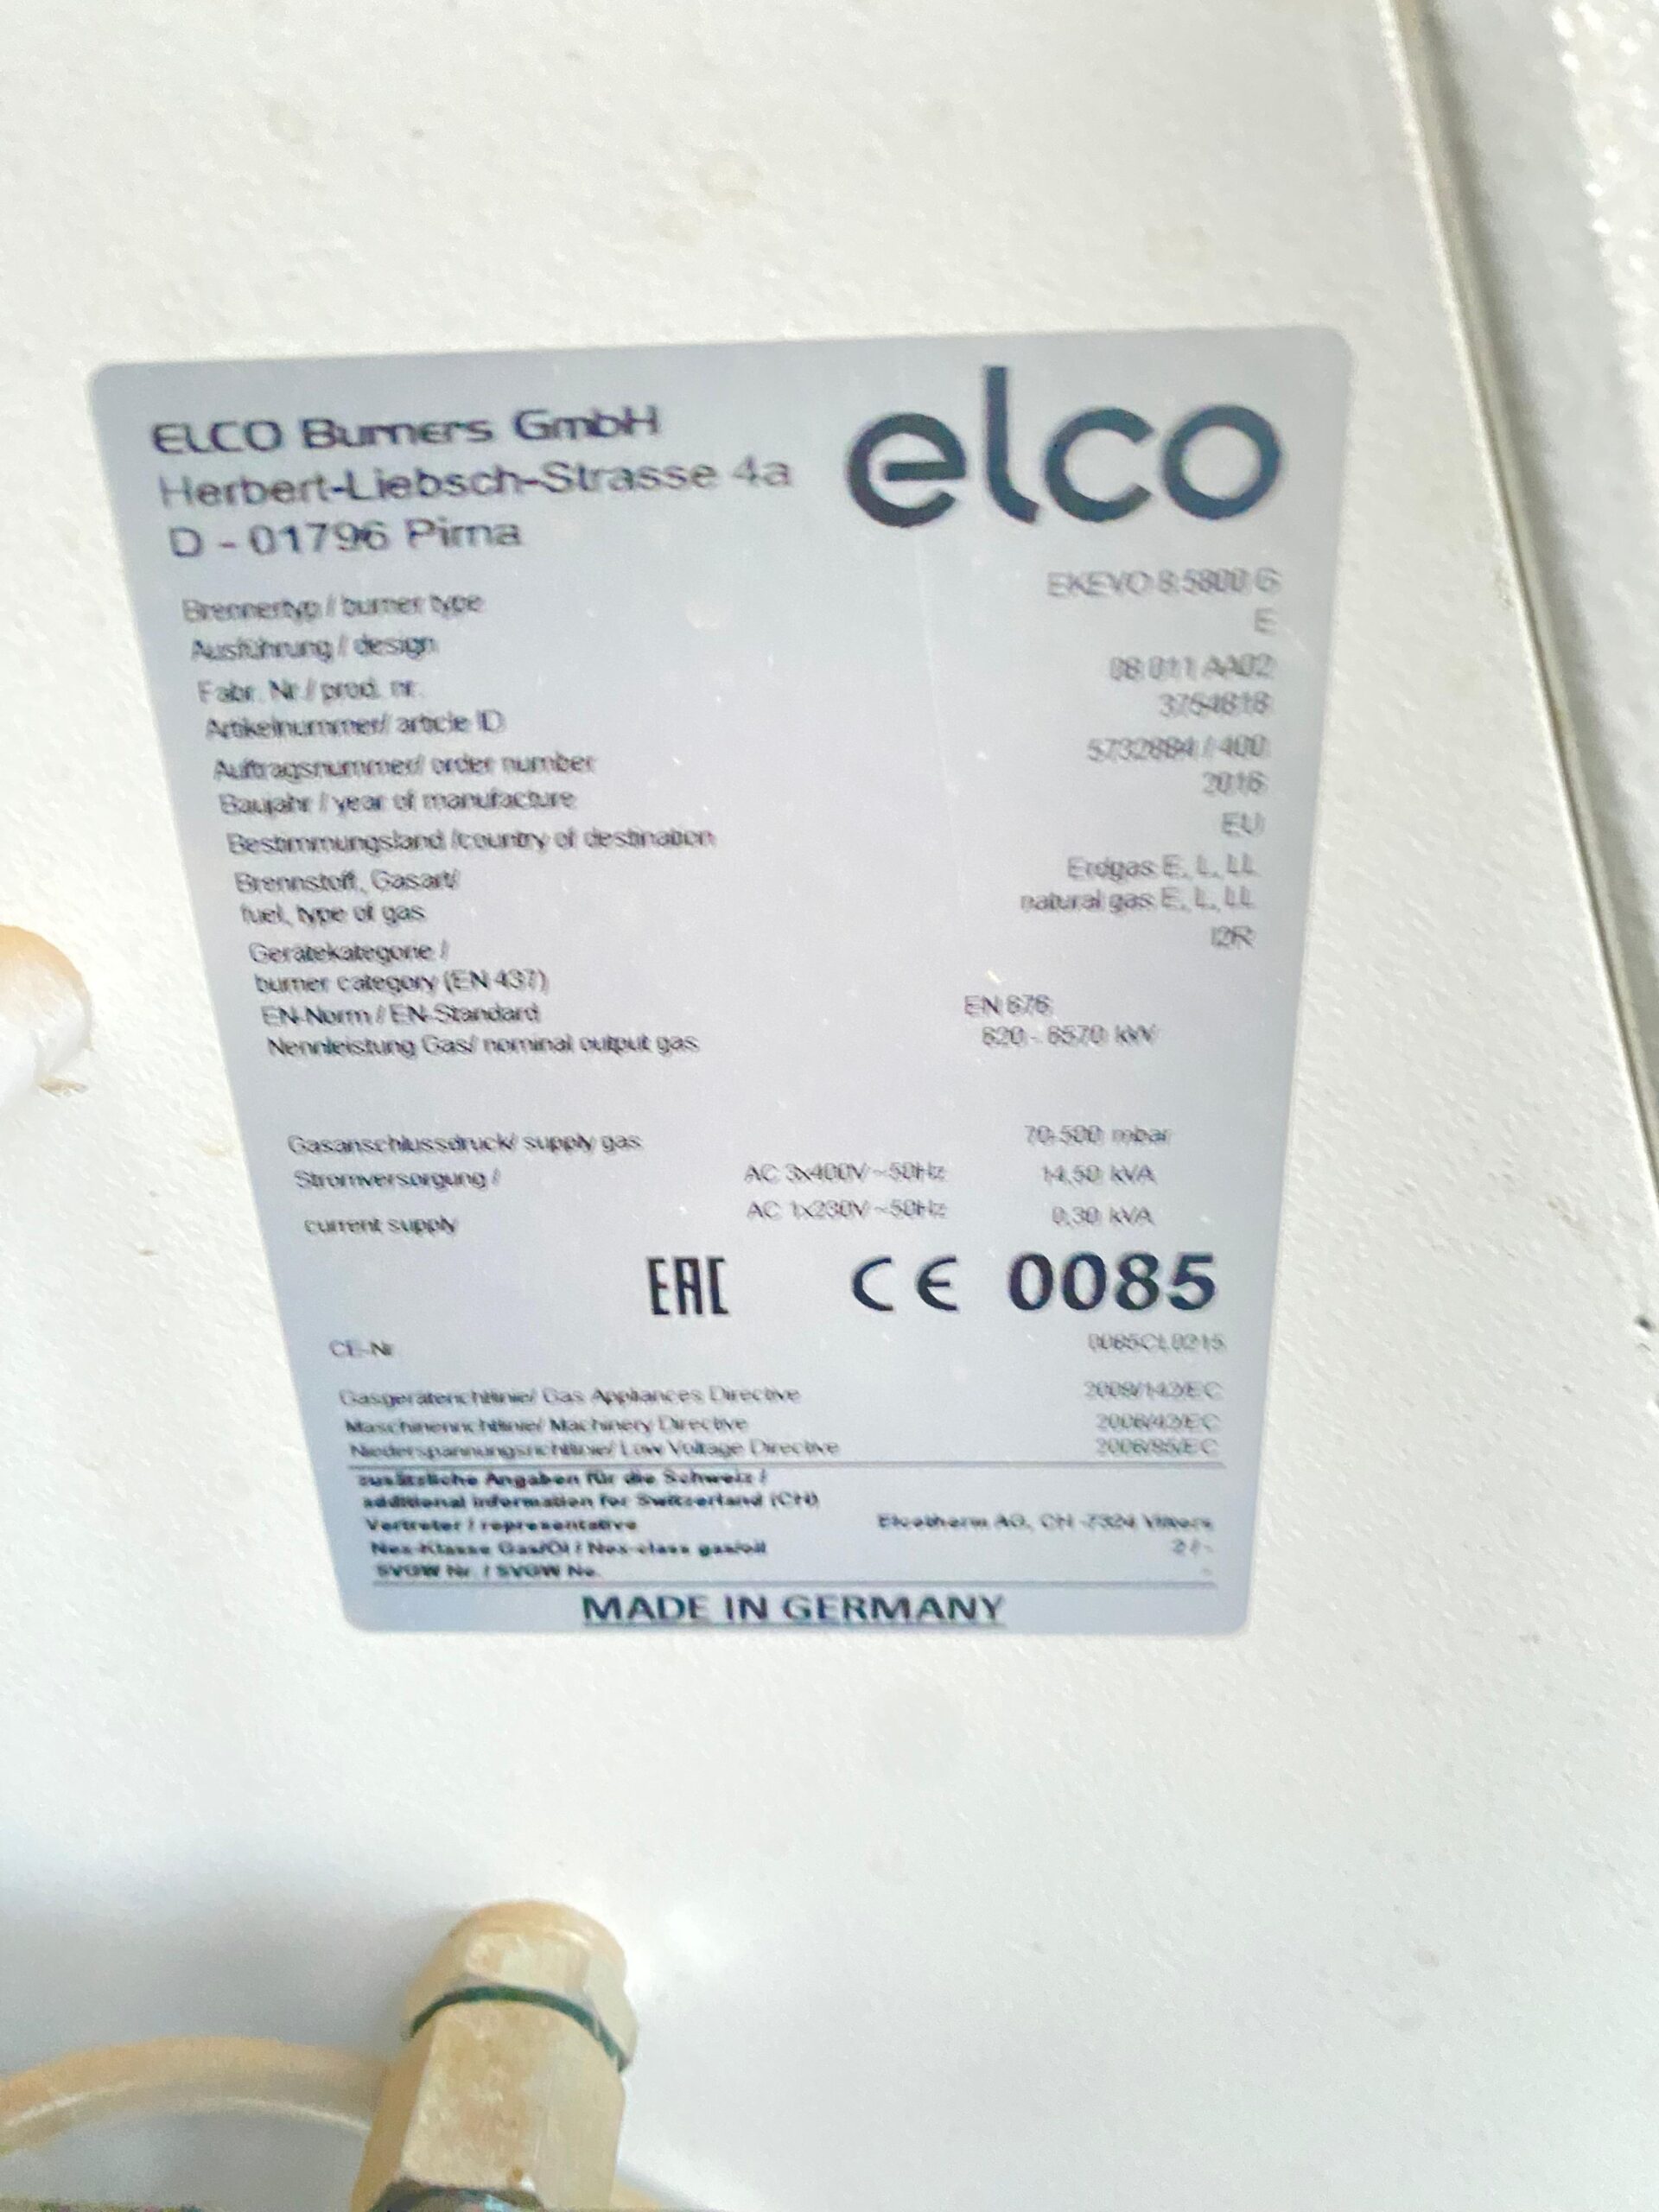 ELCO Burners GmbH
Herbert-Liebsch-Strasse 4a
D - 01796 Pirna
elco
Brennertyp / burner type EKEVO 8.5800 G
Ausführung / design E
Fabr. Nr. / prod. nr. 08 011 AA02
Artikelnummer/ article ID
Auftragsnummer/ order number 5732884 / 400
Baujahr / year of manufacture 2016
Bestimmungsland /country of destination EU
Brennstoff, Gasart/ Erdgas E, L, LL
fuel, type of gas natural gas E, L, LL
Gerätekategorie / I2R
burner category (EN 437)
EN-Norm / EN-Standard EN 676
Nennleistung Gas/ nominal output gas kW
Gasanschlussdruck/ supply gas 70-500 mbar
Stromversorgung / AC 3x400V ~50Hz 14,50 kVA
current supply AC 1x230V ~50Hz 0,30 kVA
EAC CE 0085
CE-Nr 0085CL0215
Gasgeräterichtlinie/ Gas Appliances Directive 2009/142/EC
Maschinenrichtlinie/ Machinery Directive 2006/42/EC
Niederspannungsrichtlinie/ Low Voltage Directive 2006/95/EC
zusätzliche Angaben für die Schweiz /
additional information for Switzerland (CH)
Vertreter / representative Elcotherm AG, CH -7324 Vilters
Nox-Klasse Gas/Öl / Nox-class gas/oil 2 / -
SVGW Nr. / SVGW No. -
MADE IN GERMANY